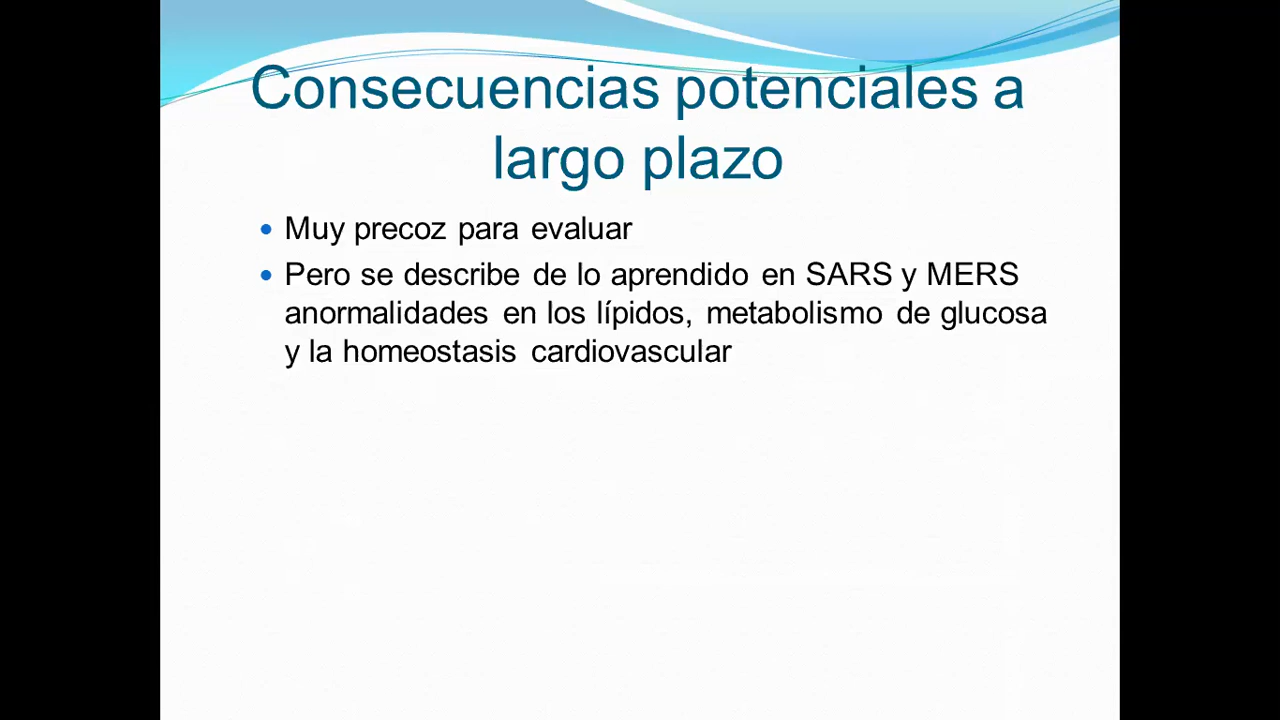 Consecuencias potenciales a
largo plazo
Muy precoz para evaluar
Pero se describe de lo aprendido en SARS y MERS
anormalidades en los lípidos, metabolismo de glucosa
y la homeostasis cardiovascular